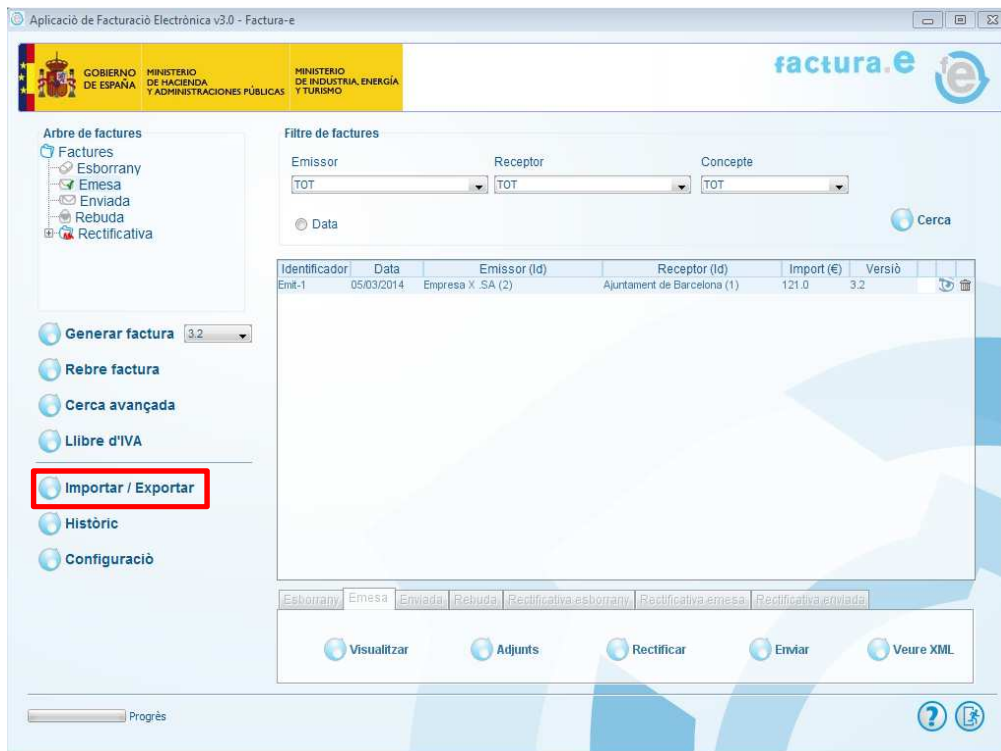 Aplicació de Facturació Electrònica v3.0 - Factura-e
GOBIERNO DE ESPAÑA
MINISTERIO DE HACIENDA Y ADMINISTRACIONES PÚBLICAS
MINISTERIO DE INDUSTRIA, ENERGÍA Y TURISMO
factura.e
Arbre de factures
Factures
Esborrany
Emesa
Enviada
Rebuda
Rectificativa
Filtre de factures
Emissor Receptor Concepte
TOT TOT TOT
Data
Cerca
Identificador Data Emissor (Id) Receptor (Id) Import (€) Versiò
Emit-1 05/03/2014 Empresa X .SA (2) Ajuntament de Barcelona (1) 121.0 3.2
Generar factura 3.2
Rebre factura
Cerca avançada
Llibre d'IVA
Importar / Exportar
Històric
Configuraciò
Esborrany Emesa Enviada Rebuda Rectificativa esborrany Rectificativa emesa Rectificativa enviada
Visualitzar Adjunts Rectificar Enviar Veure XML
Progrès